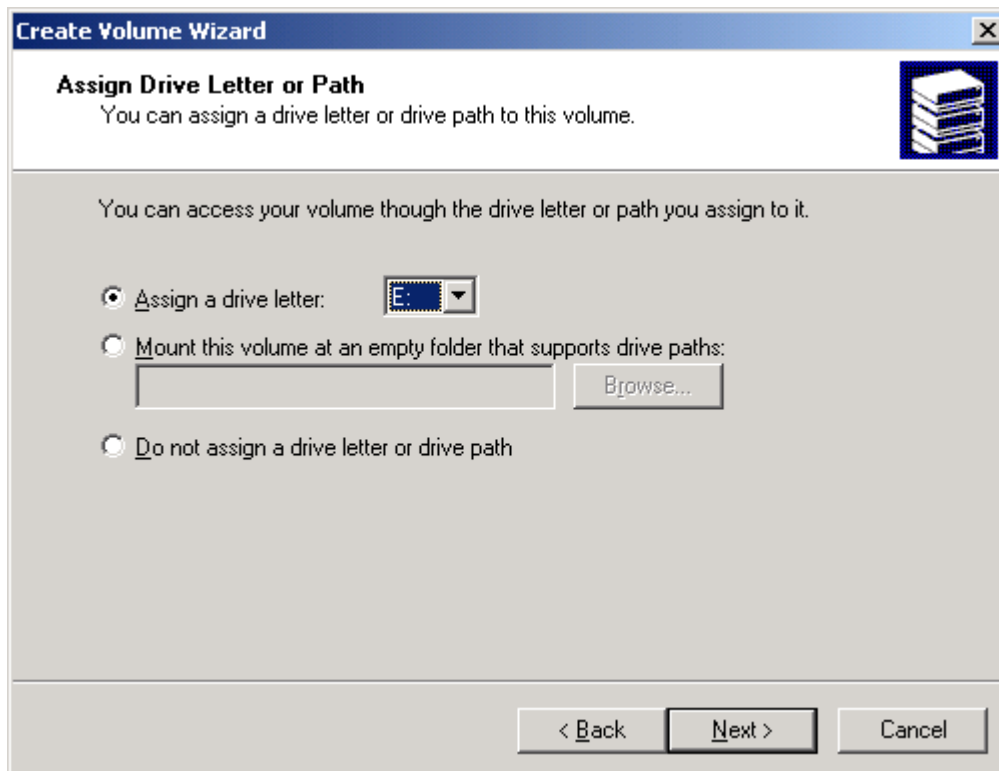 Create Volume Wizard
Assign Drive Letter or Path
You can assign a drive letter or drive path to this volume.
You can access your volume though the drive letter or path you assign to it.
Assign a drive letter:
E:
Mount this volume at an empty folder that supports drive paths:
Browse...
Do not assign a drive letter or drive path
< Back
Next >
Cancel